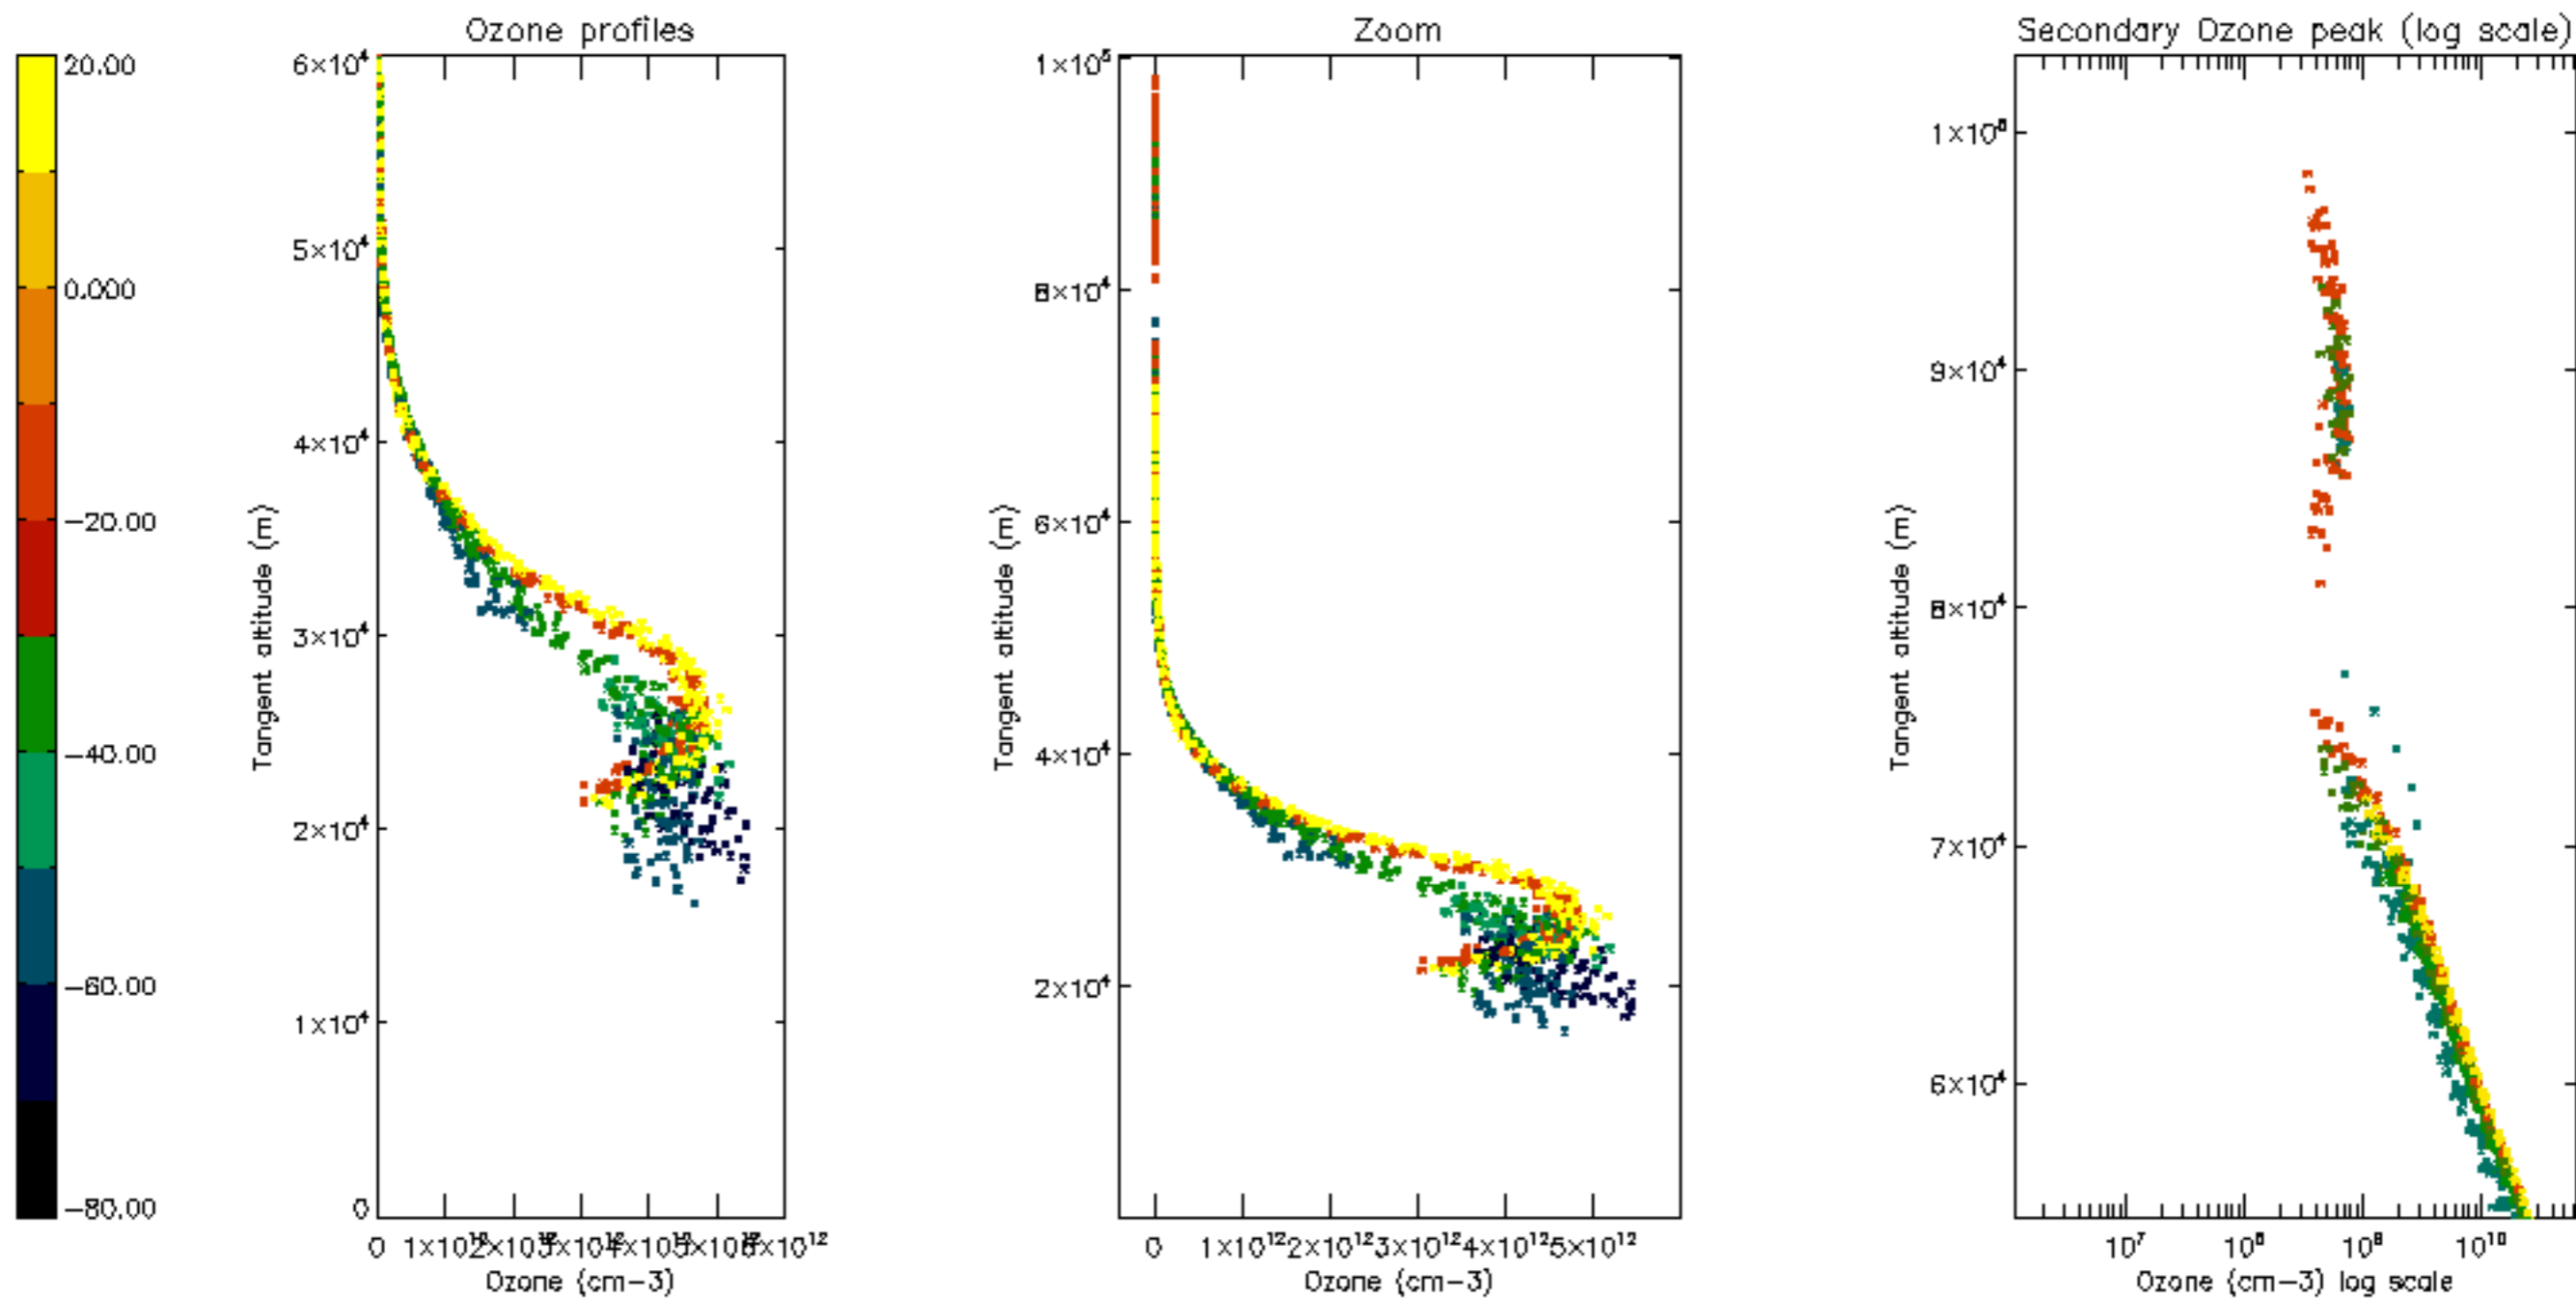 Ozone profiles
Zoom
Secondary Ozone peak (log scale)
20.00
0.000
−20.00
−40.00
−60.00
−80.00
6×10⁴
5×10⁴
4×10⁴
3×10⁴
2×10⁴
1×10⁴
0
Tangent altitude (m)
0
6×10¹²
Ozone (cm−3)
1×10⁵
8×10⁴
6×10⁴
4×10⁴
2×10⁴
Tangent altitude (m)
0 1×10¹² 2×10¹² 3×10¹² 4×10¹² 5×10¹²
Ozone (cm−3)
9×10⁴
8×10⁴
7×10⁴
6×10⁴
Tangent altitude (m)
10⁷ 10⁸ 10⁹ 10¹⁰
Ozone (cm−3) log scale